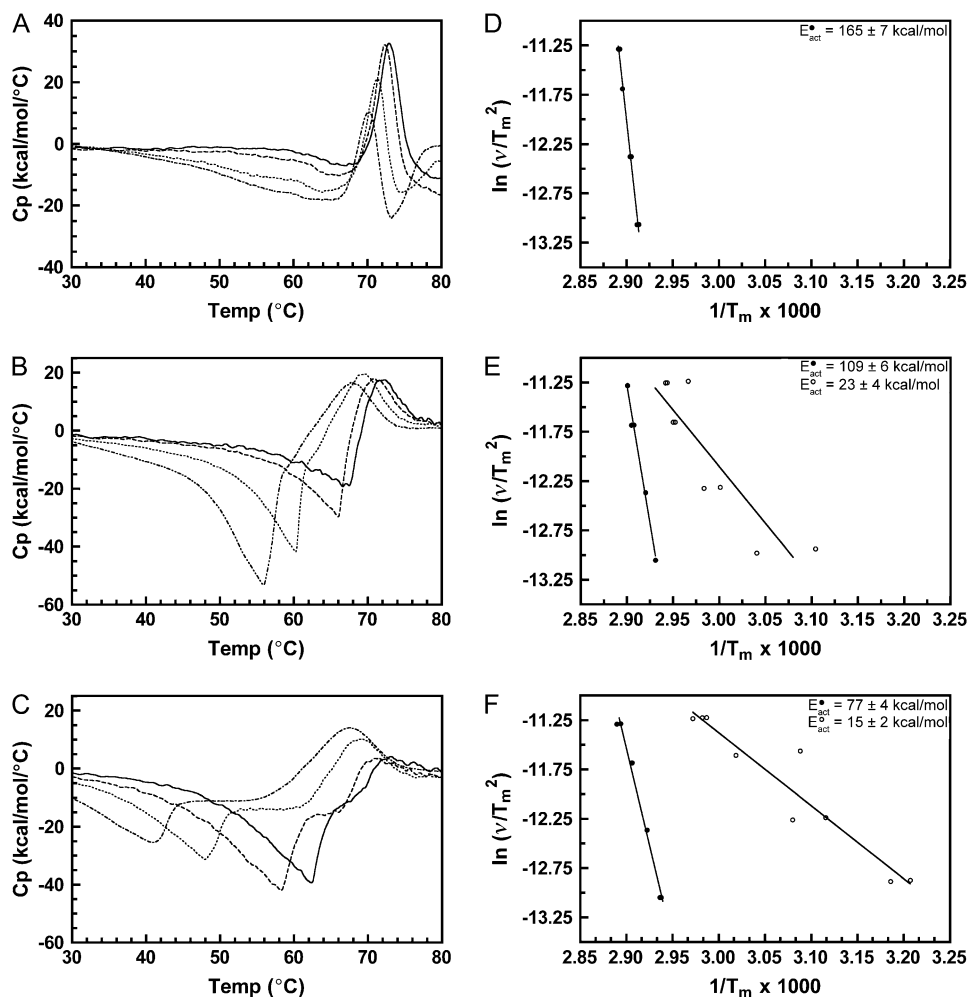 A
40
20
0
-20
-40
Cp (kcal/mol/°C)
30 40 50 60 70 80
Temp (°C)
D
E●act = 165 ± 7 kcal/mol
-11.25
-11.75
-12.25
-12.75
-13.25
ln (ν/Tm²)
2.85 2.90 2.95 3.00 3.05 3.10 3.15 3.20 3.25
1/Tm x 1000
B
20
0
-20
-40
-60
Cp (kcal/mol/°C)
30 40 50 60 70 80
Temp (°C)
E
E●act = 109 ± 6 kcal/mol
E○act = 23 ± 4 kcal/mol
-11.25
-11.75
-12.25
-12.75
-13.25
ln (ν/Tm²)
2.85 2.90 2.95 3.00 3.05 3.10 3.15 3.20 3.25
1/Tm x 1000
C
20
0
-20
-40
-60
Cp (kcal/mol/°C)
30 40 50 60 70 80
Temp (°C)
F
E●act = 77 ± 4 kcal/mol
E○act = 15 ± 2 kcal/mol
-11.25
-11.75
-12.25
-12.75
-13.25
ln (ν/Tm²)
2.85 2.90 2.95 3.00 3.05 3.10 3.15 3.20 3.25
1/Tm x 1000